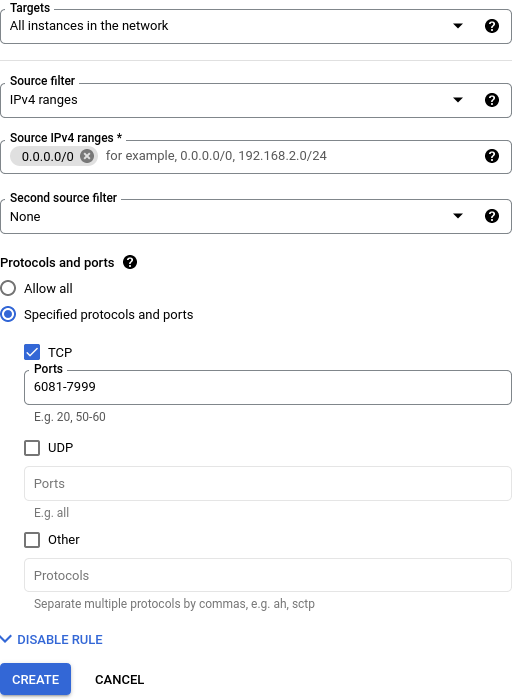 Targets
All instances in the network
Source filter
IPv4 ranges
Source IPv4 ranges *
0.0.0.0/0 for example, 0.0.0.0/0, 192.168.2.0/24
Second source filter
None
Protocols and ports
Allow all
Specified protocols and ports
TCP
Ports
6081-7999
E.g. 20, 50-60
UDP
Ports
E.g. all
Other
Protocols
Separate multiple protocols by commas, e.g. ah, sctp
DISABLE RULE
CREATE CANCEL